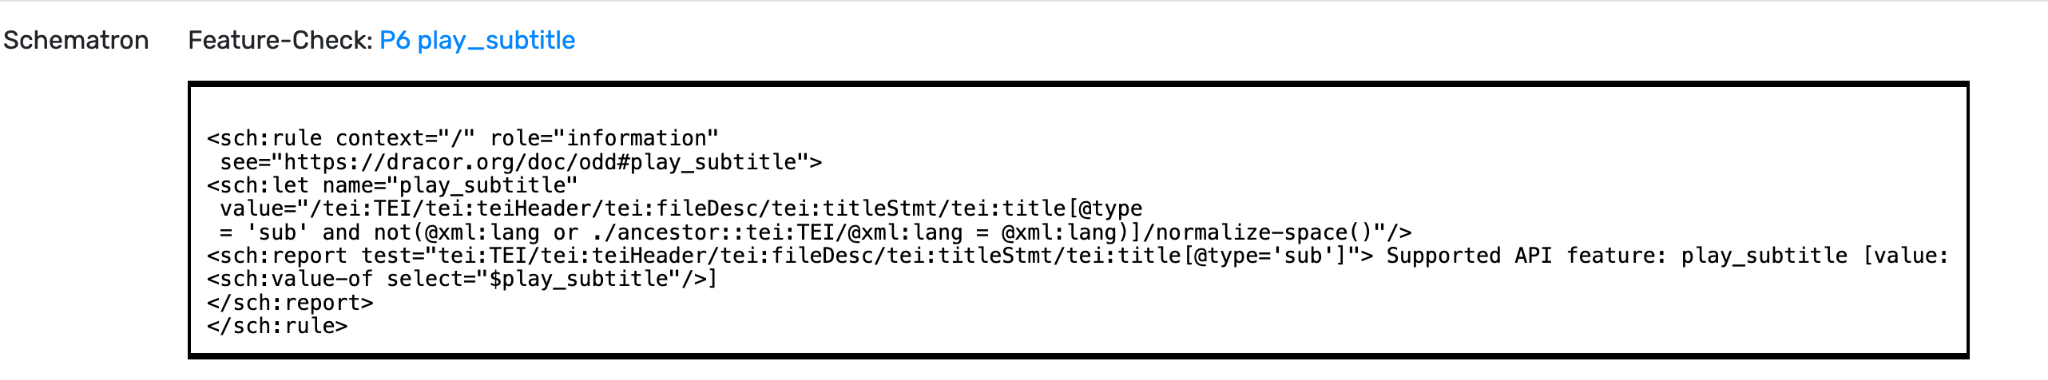 Schematron Feature-Check: P6 play_subtitle
<sch:rule context="/" role="information"
 see="https://dracor.org/doc/odd#play_subtitle">
<sch:let name="play_subtitle"
 value="/tei:TEI/tei:teiHeader/tei:fileDesc/tei:titleStmt/tei:title[@type
 = 'sub' and not(@xml:lang or ./ancestor::tei:TEI/@xml:lang = @xml:lang)]/normalize-space()"/>
<sch:report test="tei:TEI/tei:teiHeader/tei:fileDesc/tei:titleStmt/tei:title[@type='sub']"> Supported API feature: play_subtitle [value:
<sch:value-of select="$play_subtitle"/>]
</sch:report>
</sch:rule>